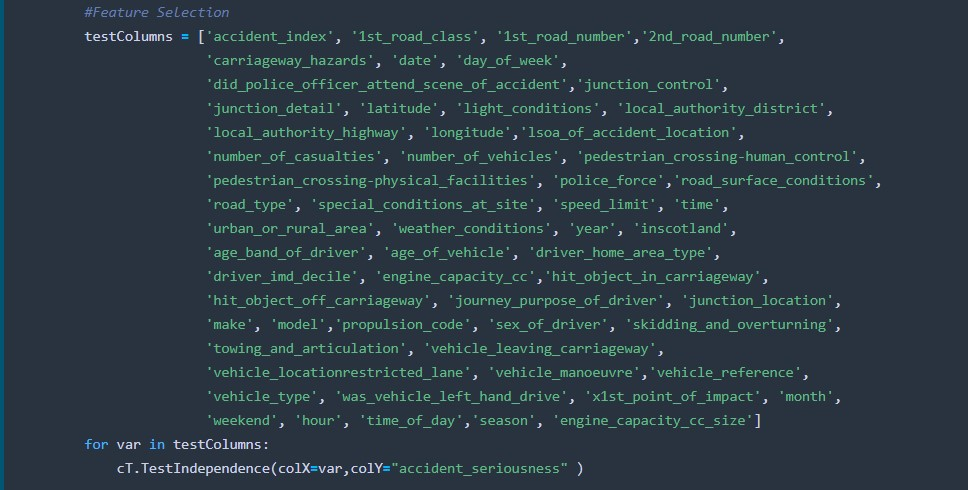 #Feature Selection
testColumns = ['accident_index', '1st_road_class', '1st_road_number','2nd_road_number',
'carriageway_hazards', 'date', 'day_of_week',
'did_police_officer_attend_scene_of_accident','junction_control',
'junction_detail', 'latitude', 'light_conditions', 'local_authority_district',
'local_authority_highway', 'longitude','lsoa_of_accident_location',
'number_of_casualties', 'number_of_vehicles', 'pedestrian_crossing-human_control',
'pedestrian_crossing-physical_facilities', 'police_force','road_surface_conditions',
'road_type', 'special_conditions_at_site', 'speed_limit', 'time',
'urban_or_rural_area', 'weather_conditions', 'year', 'inscotland',
'age_band_of_driver', 'age_of_vehicle', 'driver_home_area_type',
'driver_imd_decile', 'engine_capacity_cc','hit_object_in_carriageway',
'hit_object_off_carriageway', 'journey_purpose_of_driver', 'junction_location',
'make', 'model','propulsion_code', 'sex_of_driver', 'skidding_and_overturning',
'towing_and_articulation', 'vehicle_leaving_carriageway',
'vehicle_locationrestricted_lane', 'vehicle_manoeuvre','vehicle_reference',
'vehicle_type', 'was_vehicle_left_hand_drive', 'x1st_point_of_impact', 'month',
'weekend', 'hour', 'time_of_day','season', 'engine_capacity_cc_size']
for var in testColumns:
cT.TestIndependence(colX=var,colY="accident_seriousness" )